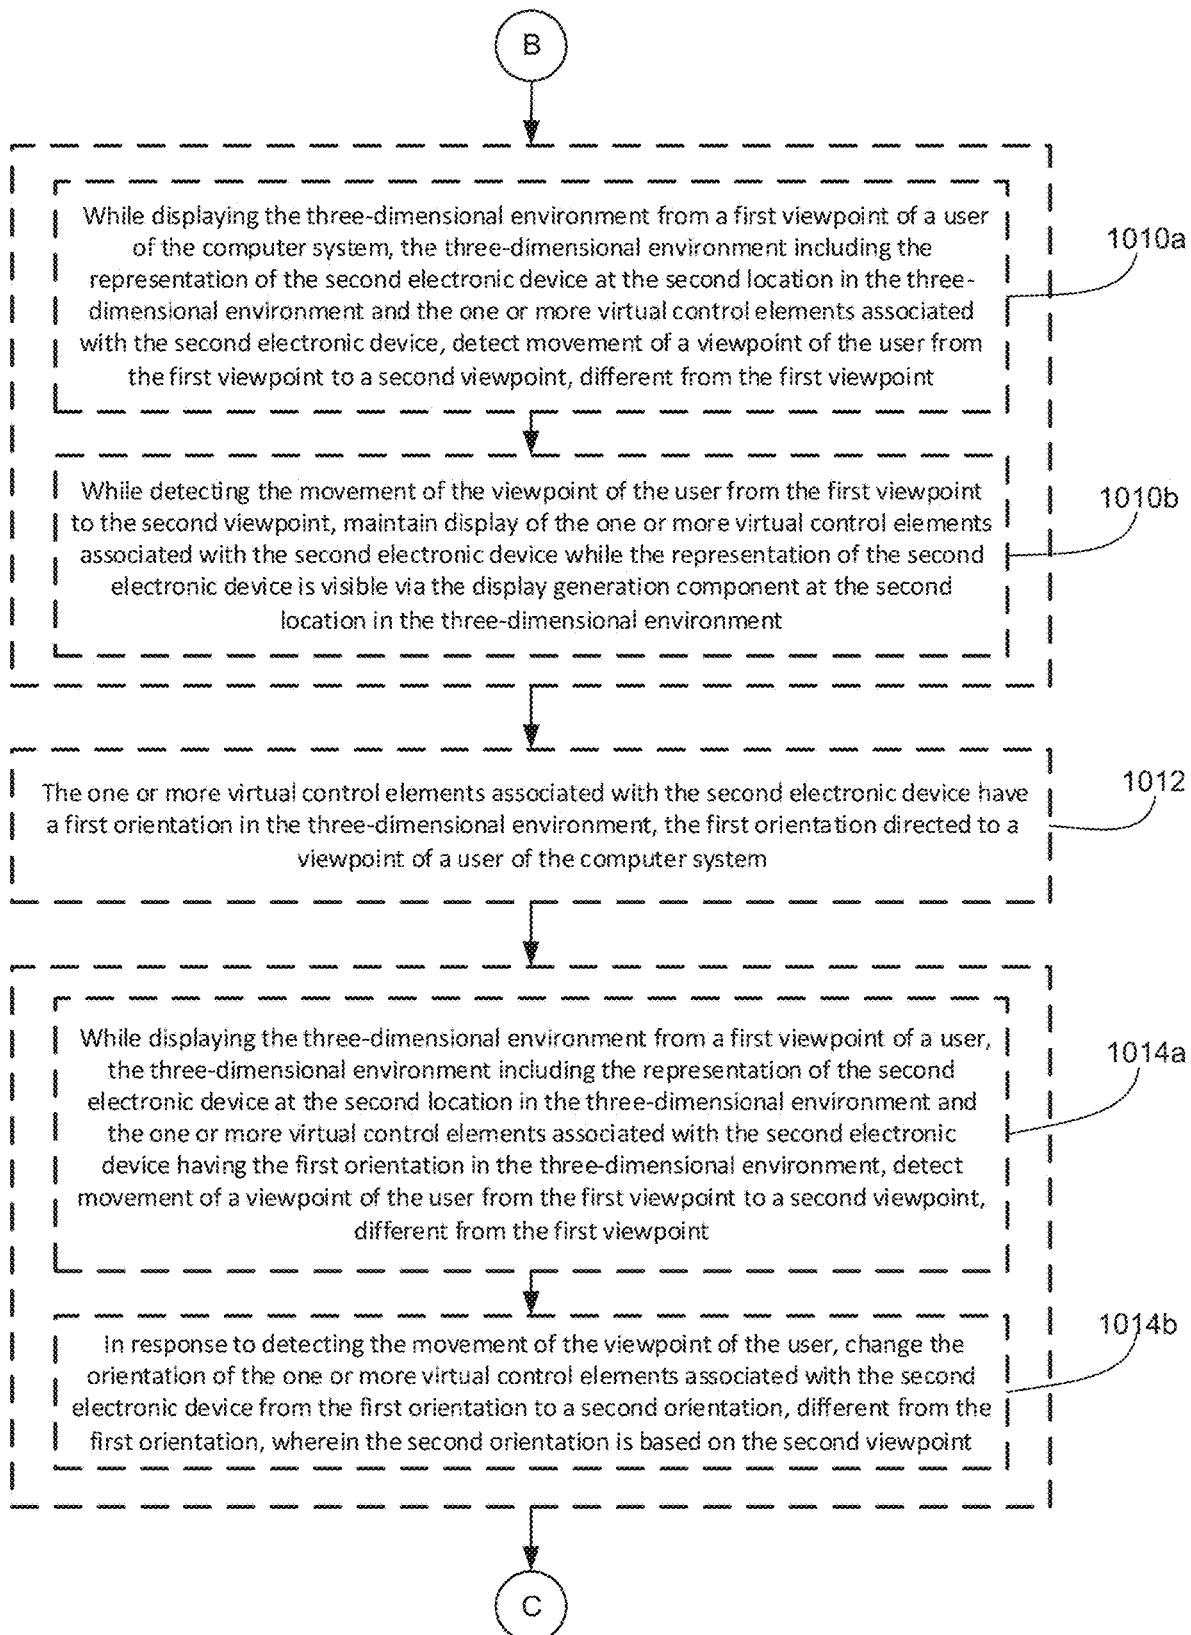 B
While displaying the three-dimensional environment from a first viewpoint of a user
of the computer system, the three-dimensional environment including the
representation of the second electronic device at the second location in the three-
dimensional environment and the one or more virtual control elements associated
with the second electronic device, detect movement of a viewpoint of the user from
the first viewpoint to a second viewpoint, different from the first viewpoint
1010a
While detecting the movement of the viewpoint of the user from the first viewpoint
to the second viewpoint, maintain display of the one or more virtual control elements
associated with the second electronic device while the representation of the second
electronic device is visible via the display generation component at the second
location in the three-dimensional environment
1010b
The one or more virtual control elements associated with the second electronic device have
a first orientation in the three-dimensional environment, the first orientation directed to a
viewpoint of a user of the computer system
1012
While displaying the three-dimensional environment from a first viewpoint of a user,
the three-dimensional environment including the representation of the second
electronic device at the second location in the three-dimensional environment and
the one or more virtual control elements associated with the second electronic
device having the first orientation in the three-dimensional environment, detect
movement of a viewpoint of the user from the first viewpoint to a second viewpoint,
different from the first viewpoint
1014a
In response to detecting the movement of the viewpoint of the user, change the
orientation of the one or more virtual control elements associated with the second
electronic device from the first orientation to a second orientation, different from the
first orientation, wherein the second orientation is based on the second viewpoint
1014b
C